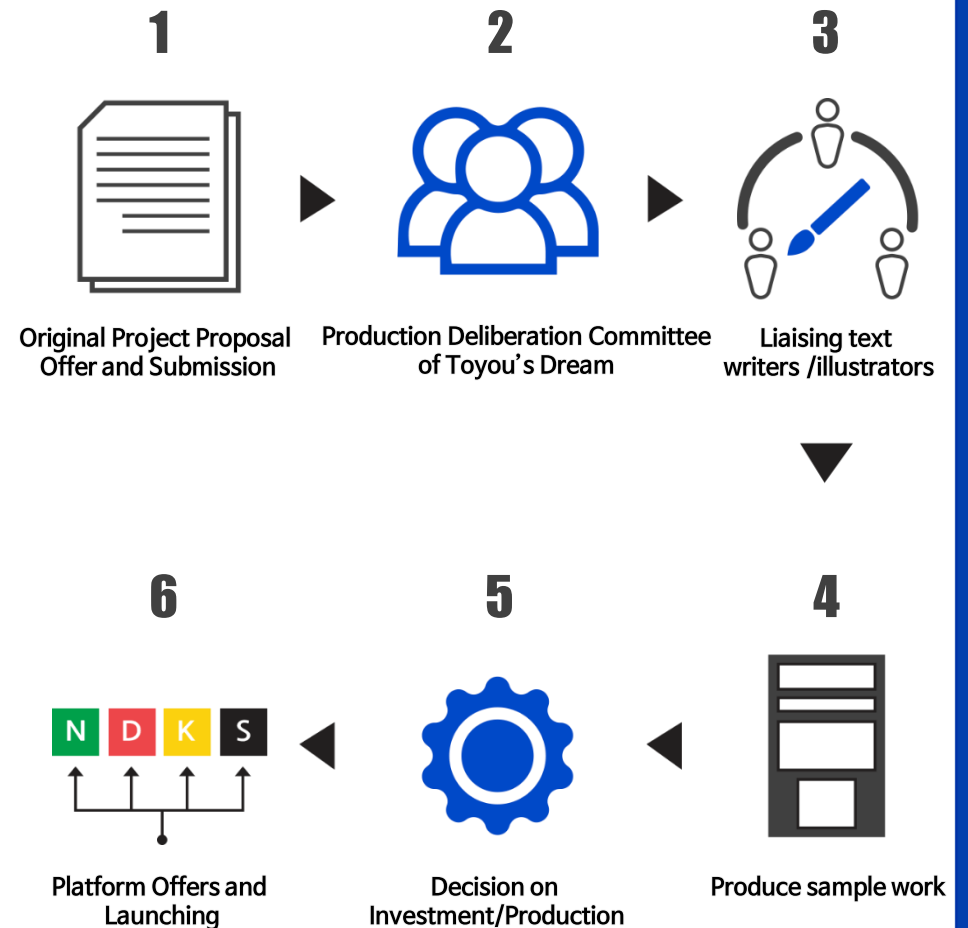 1
2
3
Original Project Proposal
Offer and Submission
Production Deliberation Committee
of Toyou's Dream
Liaising text
writers /illustrators
6
5
4
N D K S
Platform Offers and
Launching
Decision on
Investment/Production
Produce sample work